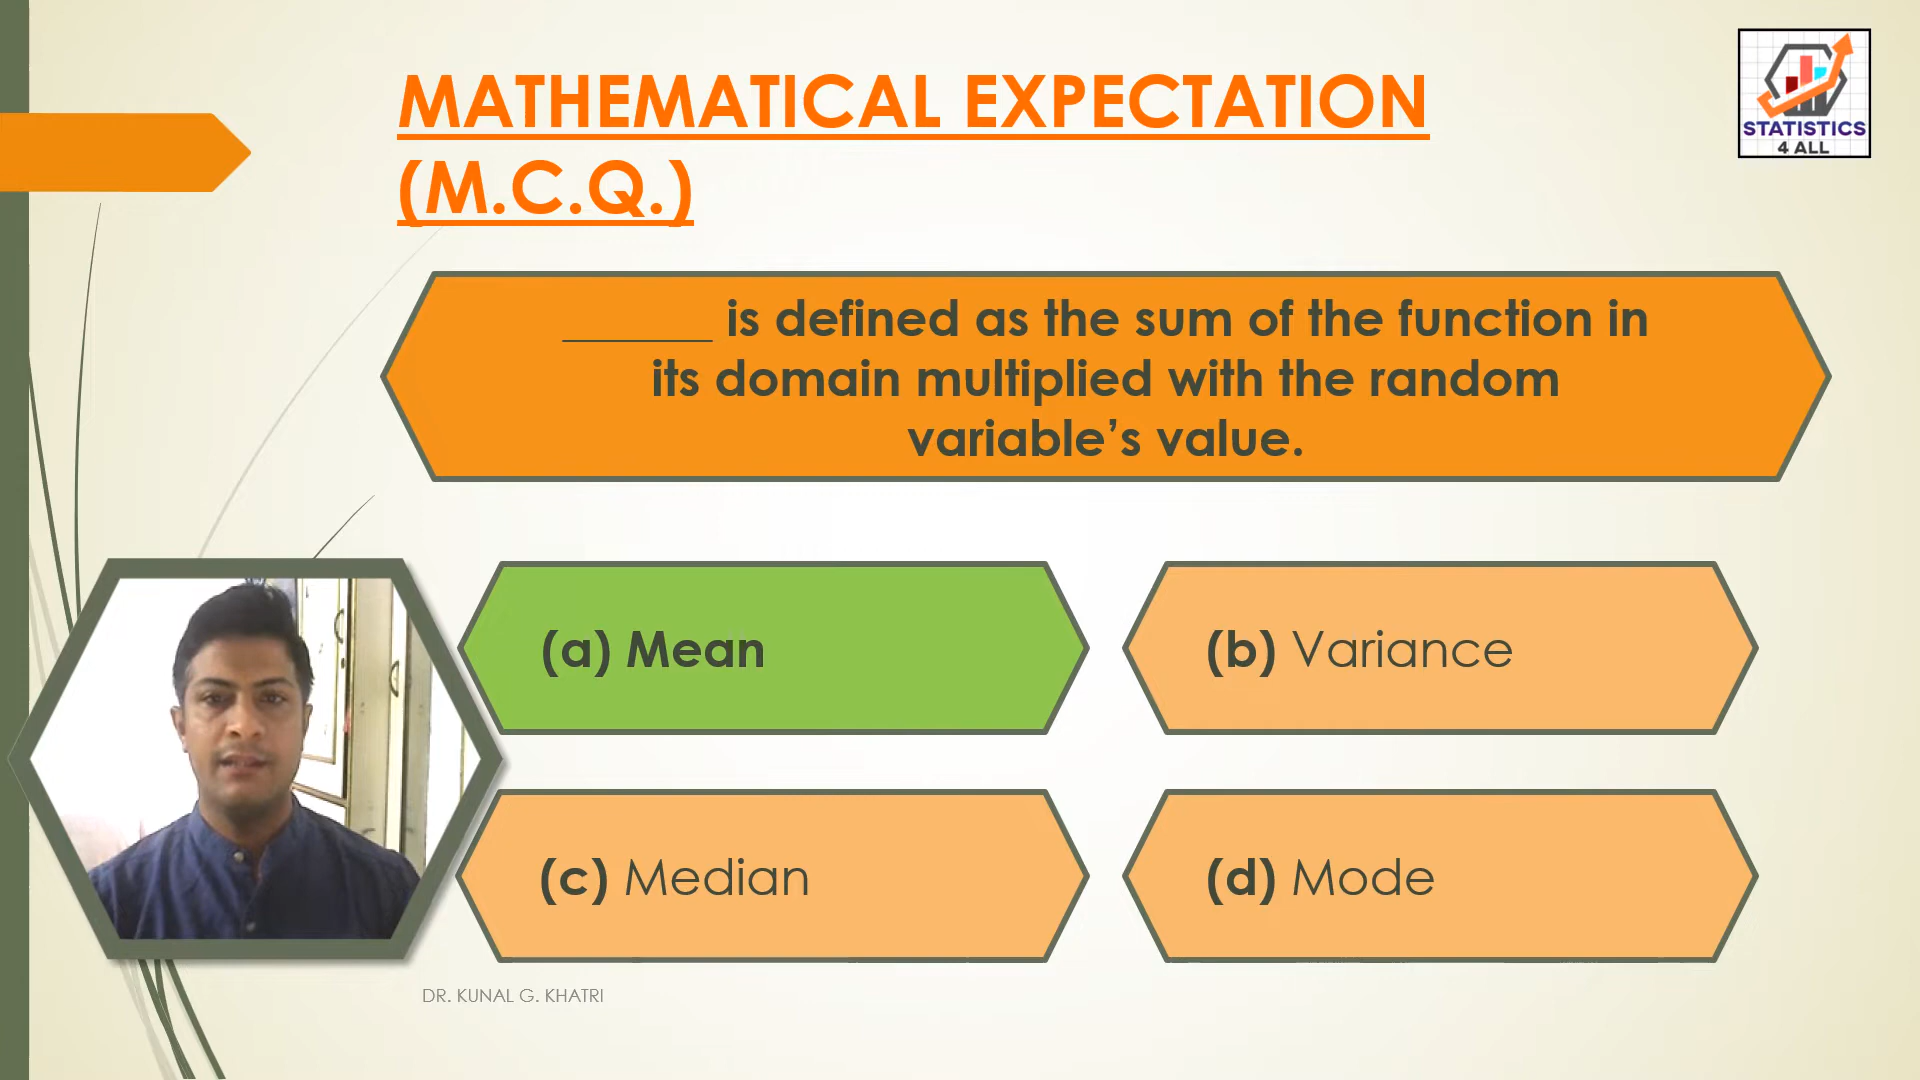 MATHEMATICAL EXPECTATION
(M.C.Q.)
STATISTICS
4 ALL
______ is defined as the sum of the function in
its domain multiplied with the random
variable’s value.
(a) Mean
(b) Variance
(c) Median
(d) Mode
DR. KUNAL G. KHATRI